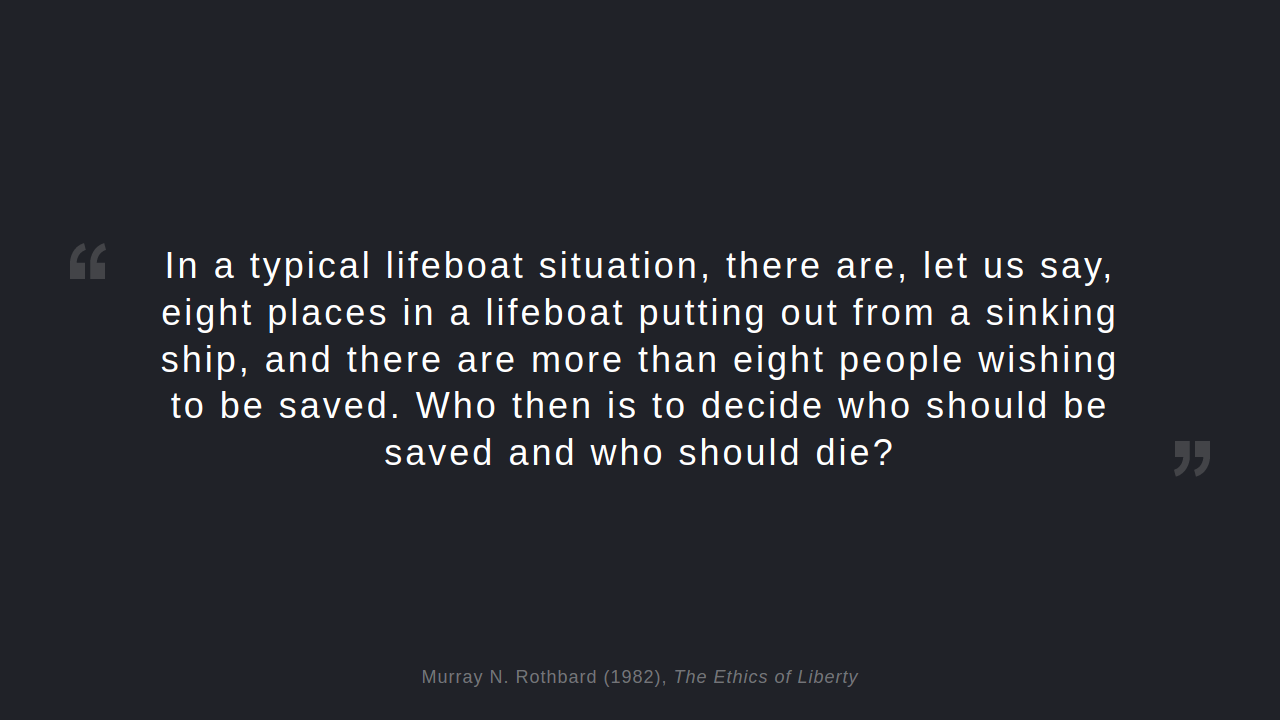 “ In a typical lifeboat situation, there are, let us say,
eight places in a lifeboat putting out from a sinking
ship, and there are more than eight people wishing
to be saved. Who then is to decide who should be
saved and who should die? ”
Murray N. Rothbard (1982), The Ethics of Liberty